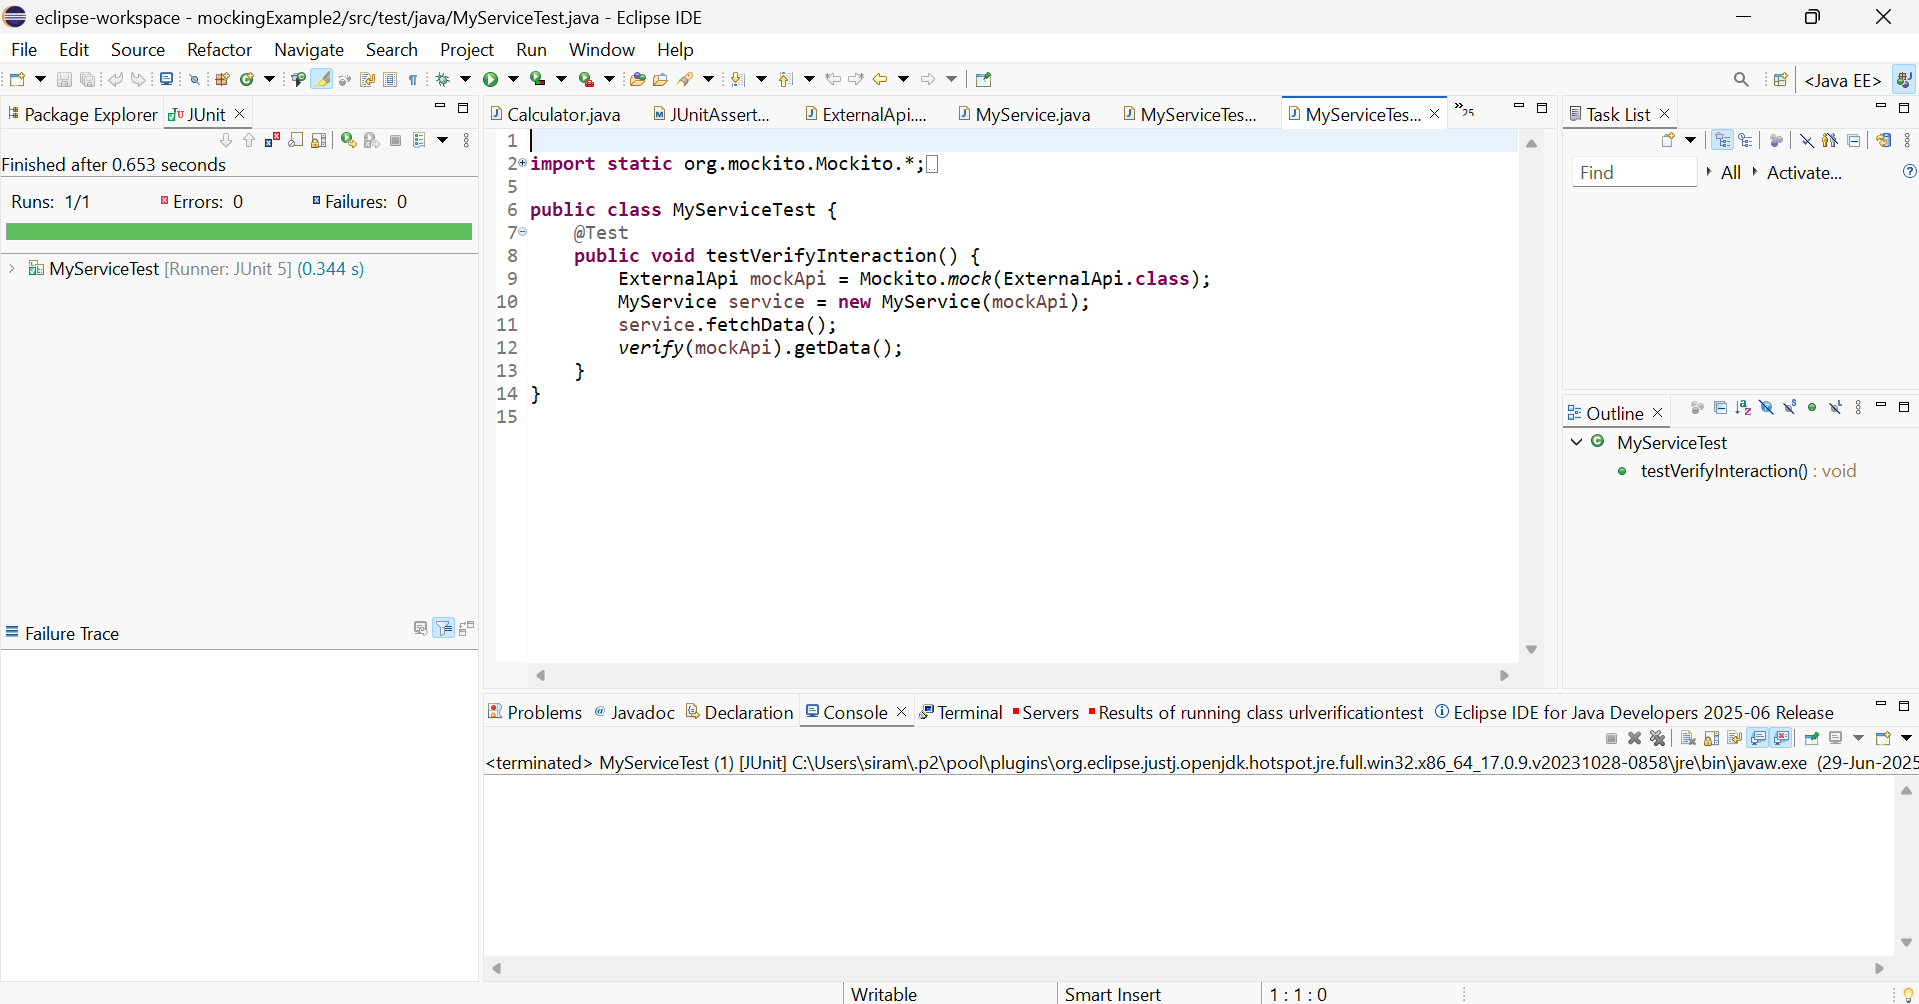 eclipse-workspace - mockingExample2/src/test/java/MyServiceTest.java - Eclipse IDE
File Edit Source Refactor Navigate Search Project Run Window Help
<Java EE>
Package Explorer JUnit
Finished after 0.653 seconds
Runs: 1/1 Errors: 0 Failures: 0
MyServiceTest [Runner: JUnit 5] (0.344 s)
Failure Trace
Calculator.java JUnitAssert... ExternalApi.... MyService.java MyServiceTes... MyServiceTes... »25
1
2 import static org.mockito.Mockito.*;
5
6 public class MyServiceTest {
7 @Test
8 public void testVerifyInteraction() {
9 ExternalApi mockApi = Mockito.mock(ExternalApi.class);
10 MyService service = new MyService(mockApi);
11 service.fetchData();
12 verify(mockApi).getData();
13 }
14 }
15
Task List
Find All Activate...
Outline
MyServiceTest
testVerifyInteraction() : void
Problems Javadoc Declaration Console Terminal Servers Results of running class urlverificationtest Eclipse IDE for Java Developers 2025-06 Release
<terminated> MyServiceTest (1) [JUnit] C:\Users\siram\.p2\pool\plugins\org.eclipse.justj.openjdk.hotspot.jre.full.win32.x86_64_17.0.9.v20231028-0858\jre\bin\javaw.exe (29-Jun-2025
Writable Smart Insert 1 : 1 : 0